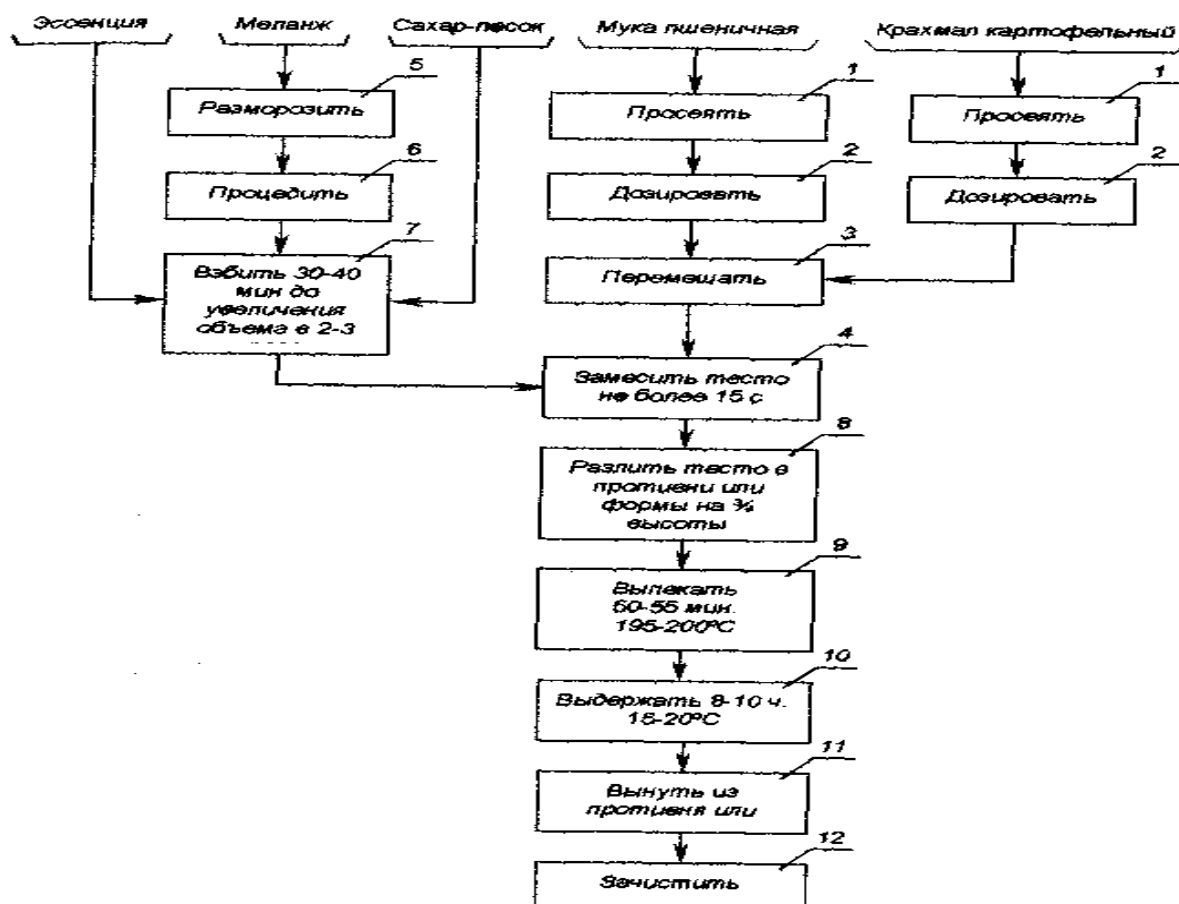 Эссенция
Меланж
Сахар-песок
Мука пшеничная
Крахмал картофельный
5
Разморозить
1
Просеять
1
Просеять
6
Процедить
2
Дозировать
2
Дозировать
7
Взбить 30-40
мин до
увеличения
объема в 2-3
3
Перемешать
4
Замесить тесто
не более 15 с
8
Разлить тесто в
противни или
формы на ¾
высоты
9
Выпекать
50-55 мин.
195-200ºС
10
Выдержать 8-10 ч.
15-20ºС
11
Вынуть из
противня или
12
Зачистить